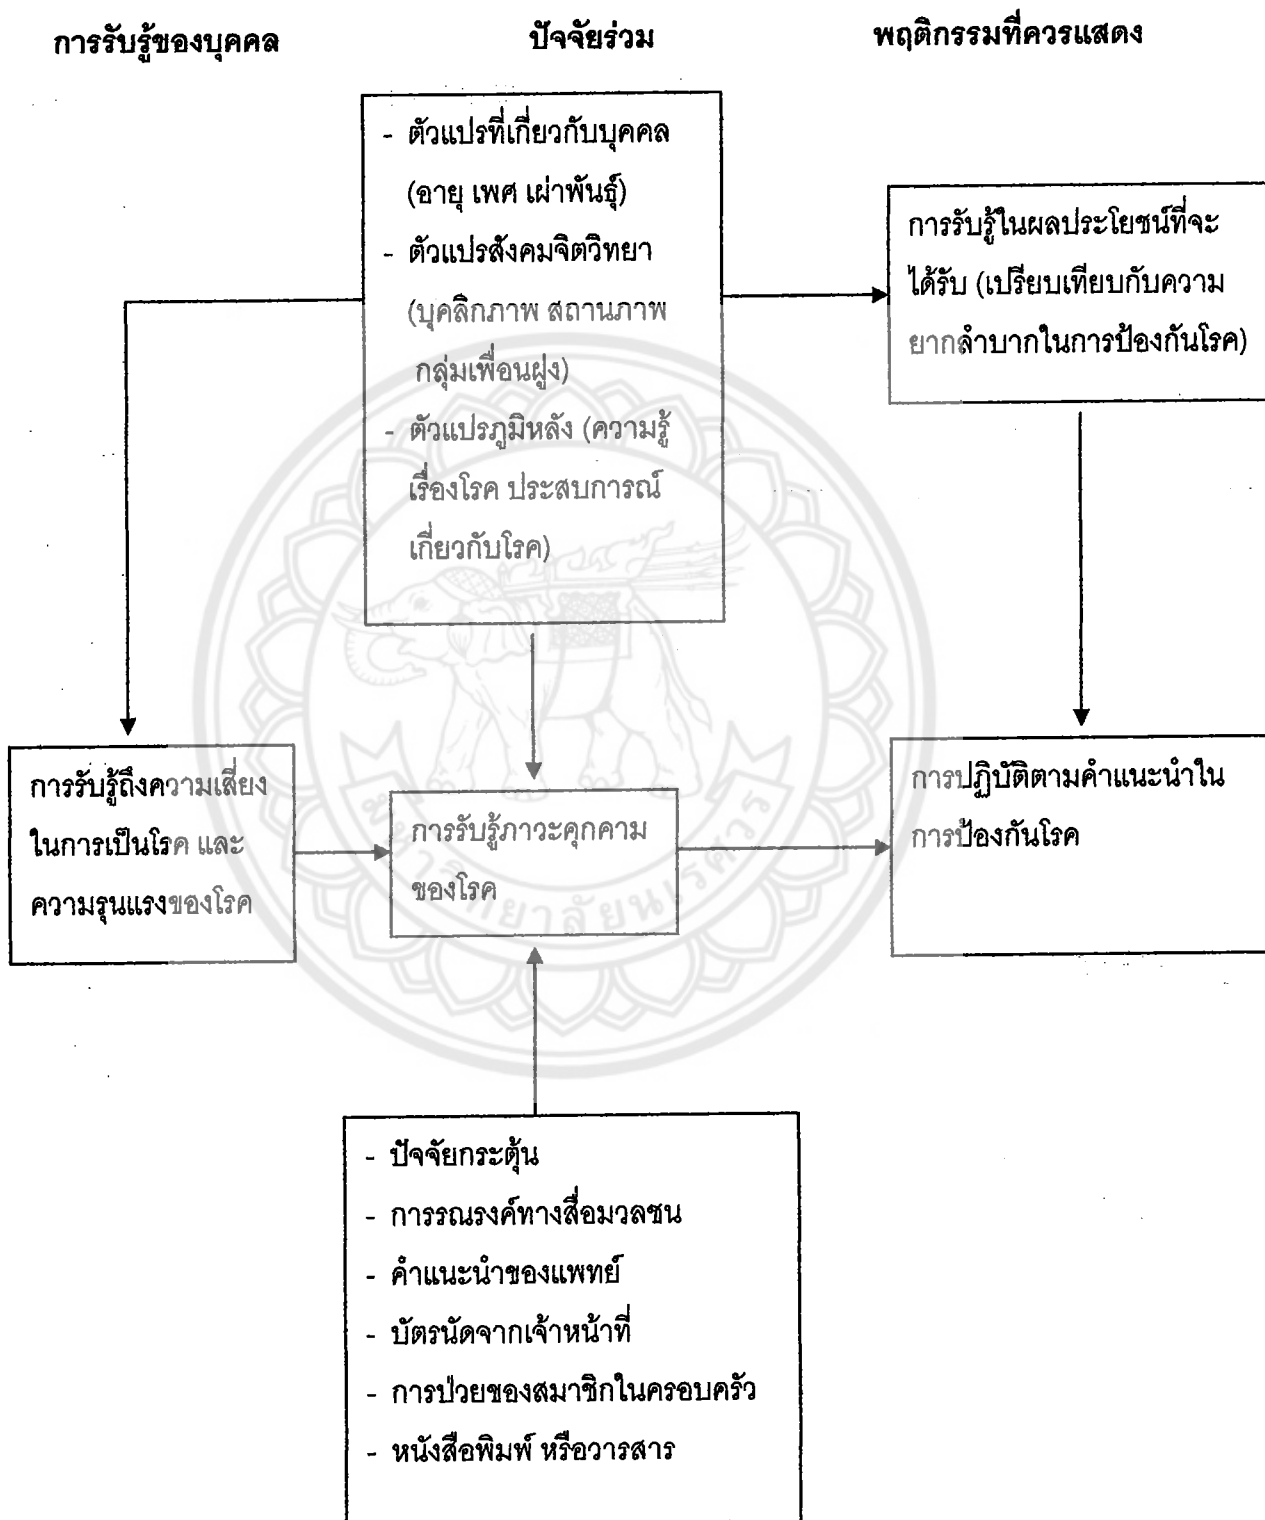 การรับรู้ของบุคคล
ปัจจัยร่วม
พฤติกรรมที่ควรแสดง
- ตัวแปรที่เกี่ยวกับบุคคล
(อายุ เพศ เผ่าพันธุ์)
- ตัวแปรสังคมจิตวิทยา
(บุคลิกภาพ สถานภาพ
กลุ่มเพื่อนฝูง)
- ตัวแปรภูมิหลัง (ความรู้
เรื่องโรค ประสบการณ์
เกี่ยวกับโรค)
การรับรู้ในผลประโยชน์ที่จะ
ได้รับ (เปรียบเทียบกับความ
ยากลำบากในการป้องกันโรค)
การรับรู้ถึงความเสี่ยง
ในการเป็นโรค และ
ความรุนแรงของโรค
การรับรู้ภาวะคุกคาม
ของโรค
การปฏิบัติตามคำแนะนำใน
การป้องกันโรค
มหาวิทยาลัยนเรศวร
- ปัจจัยกระตุ้น
- การรณรงค์ทางสื่อมวลชน
- คำแนะนำของแพทย์
- บัตรนัดจากเจ้าหน้าที่
- การป่วยของสมาชิกในครอบครัว
- หนังสือพิมพ์ หรือวารสาร